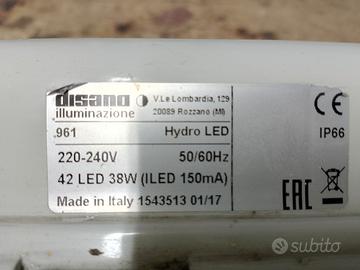 disano
illuminazione
V.Le Lombardia, 129
20089 Rozzano (MI)
961 Hydro LED
220-240V 50/60Hz
42 LED 38W (ILED 150mA)
Made in Italy 1543513 01/17
CE
IP66
EAC
subito